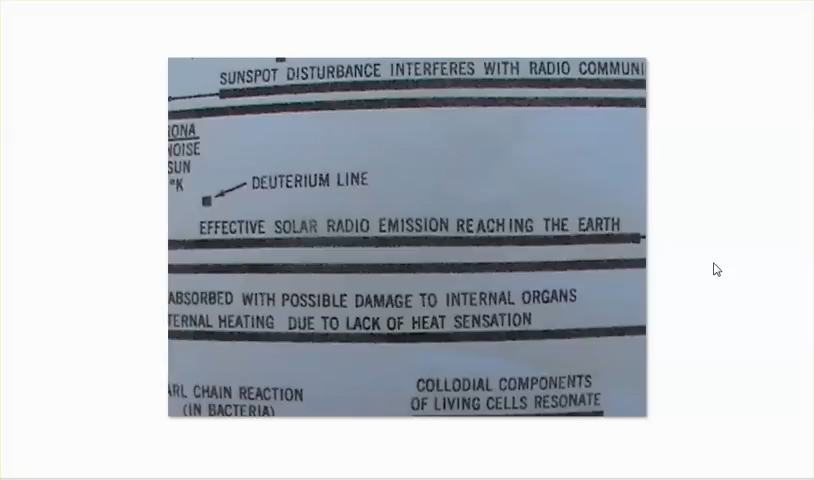 SUNSPOT DISTURBANCE INTERFERES WITH RADIO COMMUNI
ONA
NOISE
SUN
°K
DEUTERIUM LINE
EFFECTIVE SOLAR RADIO EMISSION REACHING THE EARTH
ABSORBED WITH POSSIBLE DAMAGE TO INTERNAL ORGANS
TERNAL HEATING DUE TO LACK OF HEAT SENSATION
ARL CHAIN REACTION
(IN BACTERIA)
COLLODIAL COMPONENTS
OF LIVING CELLS RESONATE